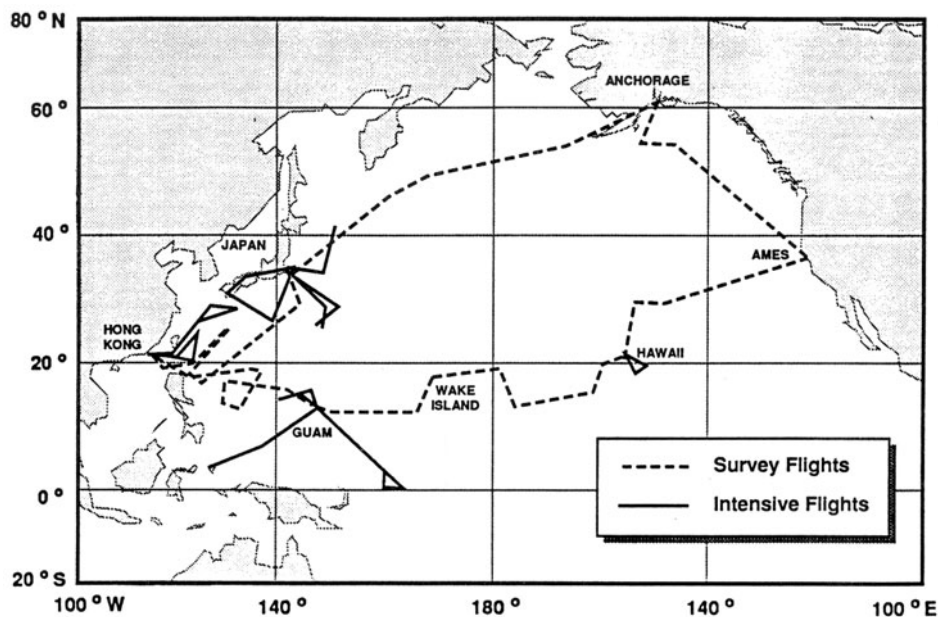 80 ° N
ANCHORAGE
60 °
40 °
JAPAN
AMES
HONG
KONG
HAWAII
20 °
WAKE
ISLAND
GUAM
Survey Flights
0 °
Intensive Flights
20 ° S
100 ° W
140 °
180 °
140 °
100 ° E